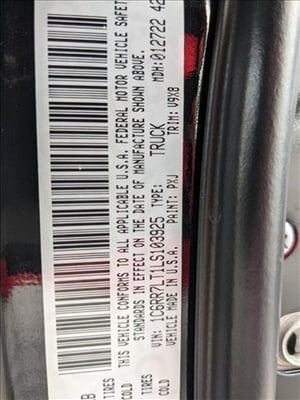 THIS VEHICLE CONFORMS TO ALL APPLICABLE U.S.A. FEDERAL MOTOR VEHICLE SAFET
STANDARDS IN EFFECT ON THE DATE OF MANUFACTURE SHOWN ABOVE.
VIN: 1C6RR7LT1LS103925 TYPE: TRUCK MDH: 012722 42
VEHICLE MADE IN U.S.A. PAINT: PXJ TRIM: V9X8
TIRES
COLD
TIRES
COLD